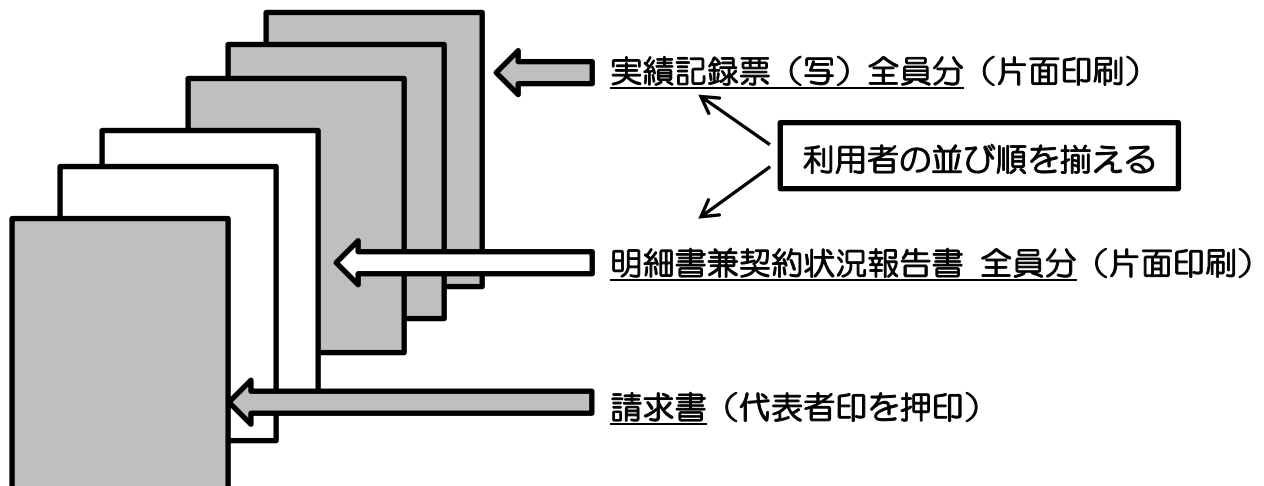 実績記録票（写）全員分（片面印刷）
利用者の並び順を揃える
明細書兼契約状況報告書 全員分（片面印刷）
請求書（代表者印を押印）